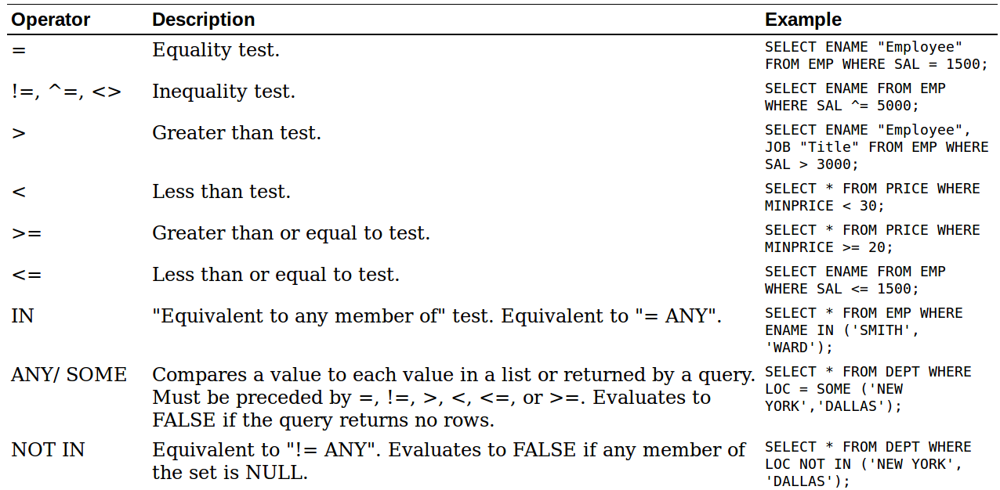 Operator Description Example
= Equality test. SELECT ENAME "Employee"
FROM EMP WHERE SAL = 1500;
!=, ^=, <> Inequality test. SELECT ENAME FROM EMP
WHERE SAL ^= 5000;
> Greater than test. SELECT ENAME "Employee",
JOB "Title" FROM EMP WHERE
SAL > 3000;
< Less than test. SELECT * FROM PRICE WHERE
MINPRICE < 30;
>= Greater than or equal to test. SELECT * FROM PRICE WHERE
MINPRICE >= 20;
<= Less than or equal to test. SELECT ENAME FROM EMP
WHERE SAL <= 1500;
IN "Equivalent to any member of" test. Equivalent to "= ANY". SELECT * FROM EMP WHERE
ENAME IN ('SMITH',
'WARD');
ANY/ SOME Compares a value to each value in a list or returned by a query. SELECT * FROM DEPT WHERE
Must be preceded by =, !=, >, <, <=, or >=. Evaluates to LOC = SOME ('NEW
FALSE if the query returns no rows. YORK','DALLAS');
NOT IN Equivalent to "!= ANY". Evaluates to FALSE if any member of SELECT * FROM DEPT WHERE
the set is NULL. LOC NOT IN ('NEW YORK',
'DALLAS');